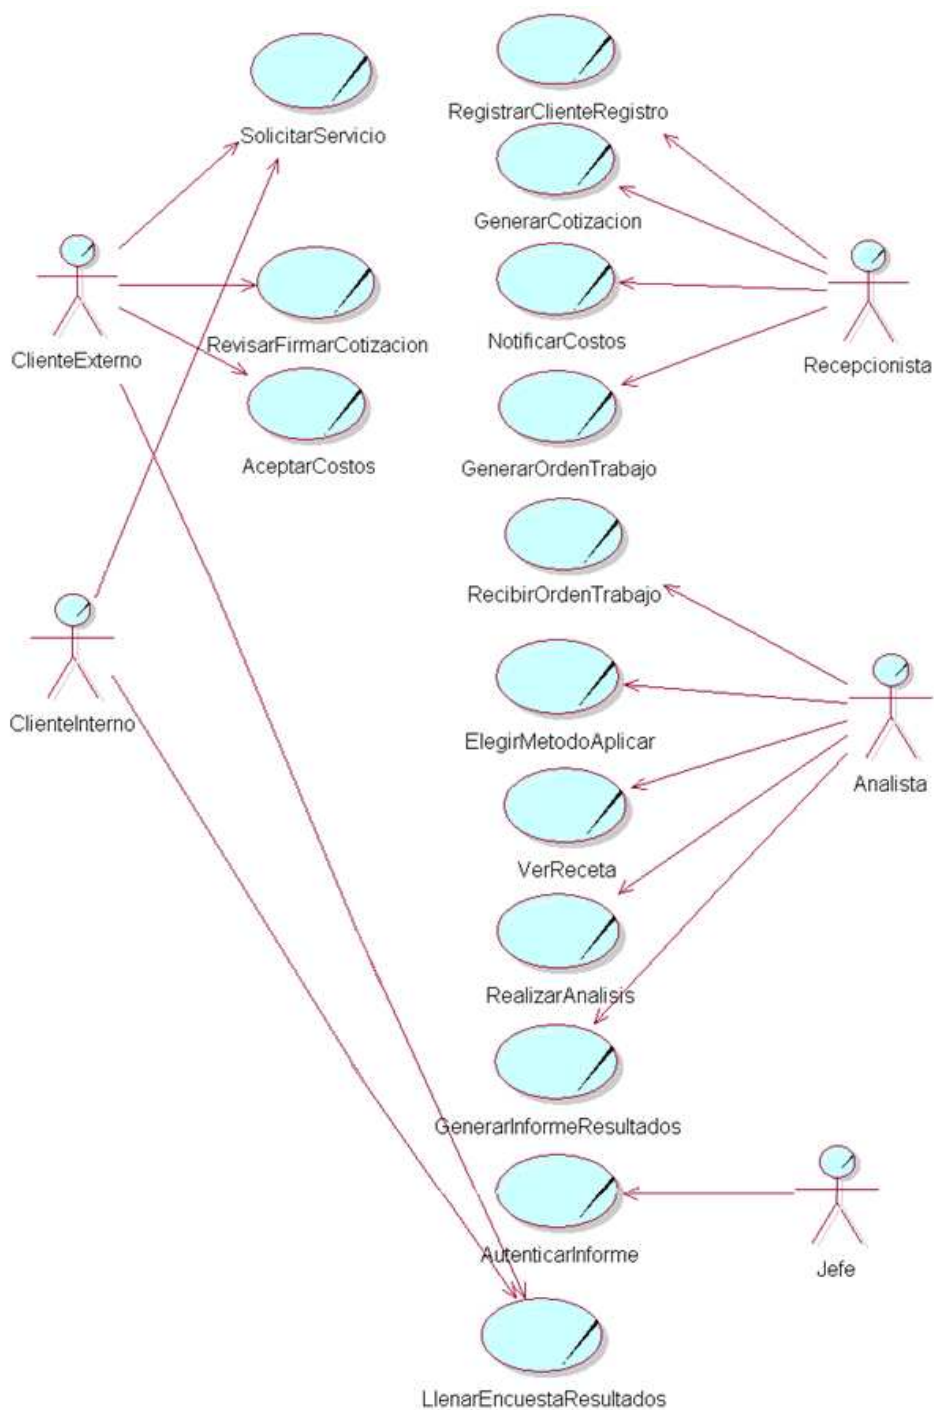 SolicitarServicio
RegistrarClienteRegistro
GenerarCotizacion
ClienteExterno
RevisarFirmarCotizacion
NotificarCostos
Recepcionista
AceptarCostos
GenerarOrdenTrabajo
RecibirOrdenTrabajo
ClienteInterno
ElegirMetodoAplicar
Analista
VerReceta
RealizarAnalisis
GenerarInformeResultados
AutenticarInforme
Jefe
LlenarEncuestaResultados